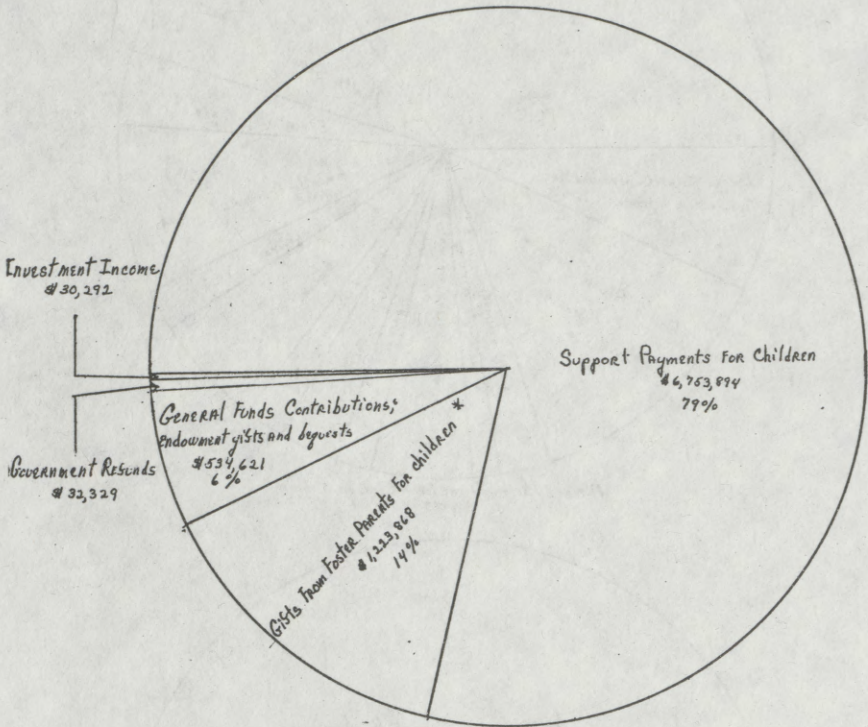 Investment Income
$30,292
Government Refunds
$32,329
General Funds Contributions;
Endowment gifts and bequests
$534,621
6%
Gifts From Foster Parents For children *
$1,223,868
14%
Support Payments For Children
$6,753,894
79%